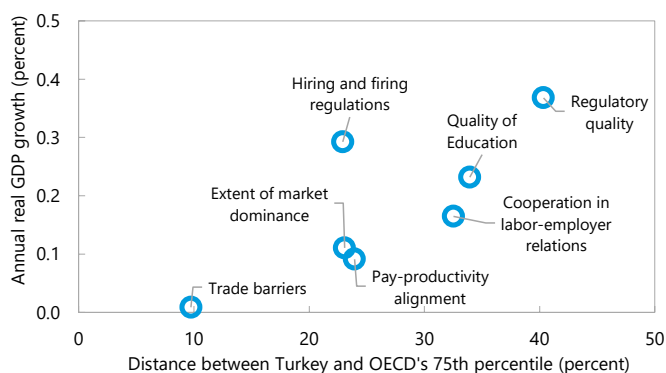 Annual real GDP growth (percent)
0.5
0.4
0.3
0.2
0.1
0.0
Hiring and firing
regulations
Regulatory
quality
Quality of
Education
Extent of market
dominance
Cooperation in
labor-employer
relations
Trade barriers
Pay-productivity
alignment
0 10 20 30 40 50
Distance between Turkey and OECD's 75th percentile (percent)